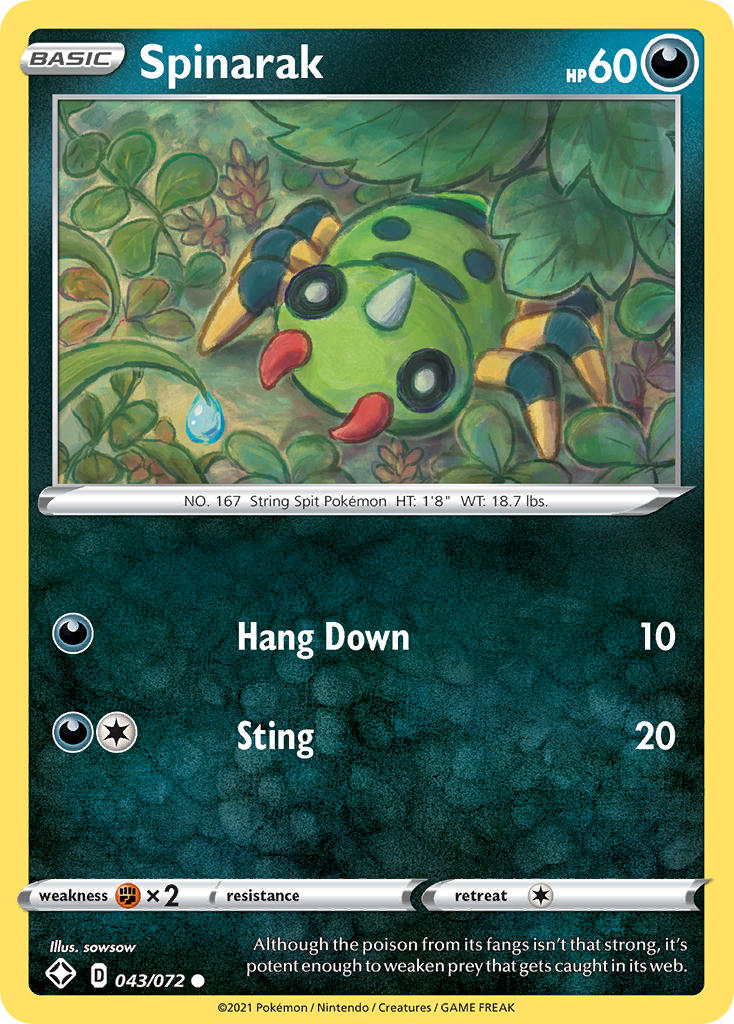 BASIC Spinarak HP60
NO. 167 String Spit Pokémon HT: 1'8" WT: 18.7 lbs.
Hang Down 10
Sting 20
weakness ×2 resistance retreat
Illus. sowsow
Although the poison from its fangs isn't that strong, it's
potent enough to weaken prey that gets caught in its web.
D 043/072
©2021 Pokémon / Nintendo / Creatures / GAME FREAK